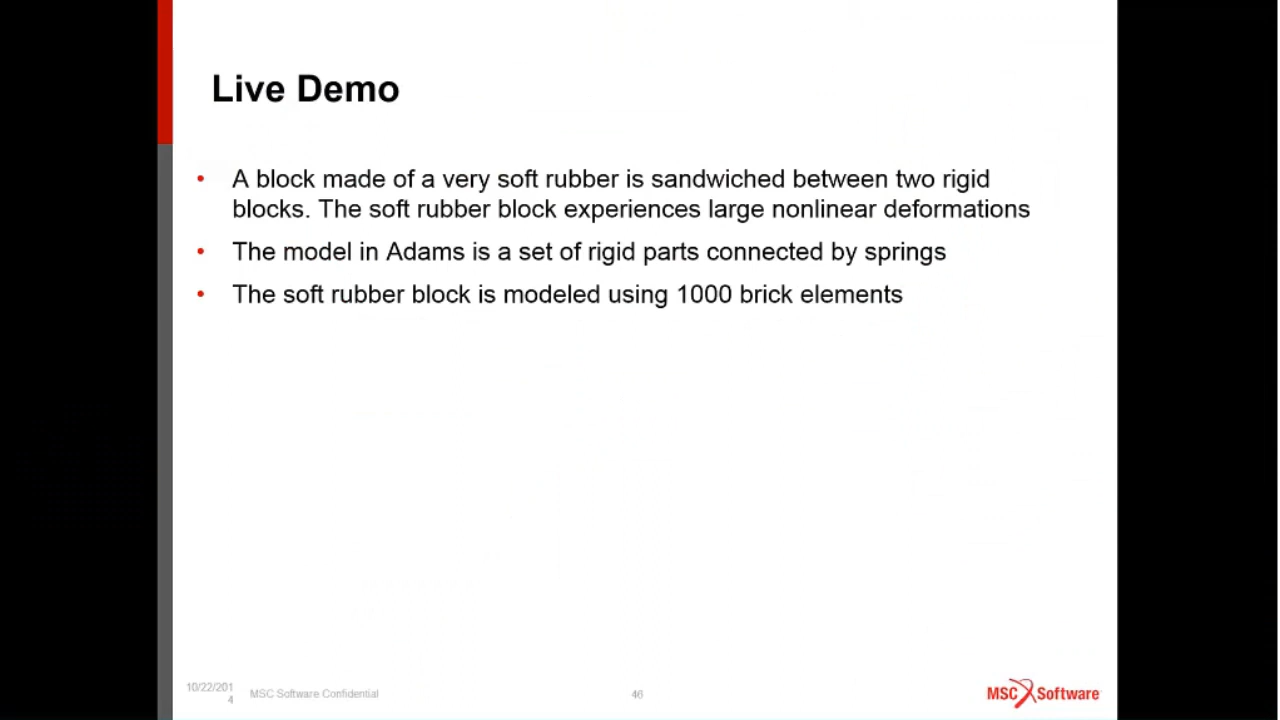 Live Demo
• A block made of a very soft rubber is sandwiched between two rigid
blocks. The soft rubber block experiences large nonlinear deformations
• The model in Adams is a set of rigid parts connected by springs
• The soft rubber block is modeled using 1000 brick elements
10/22/201
4
MSC Software Confidential
46
MSC Software